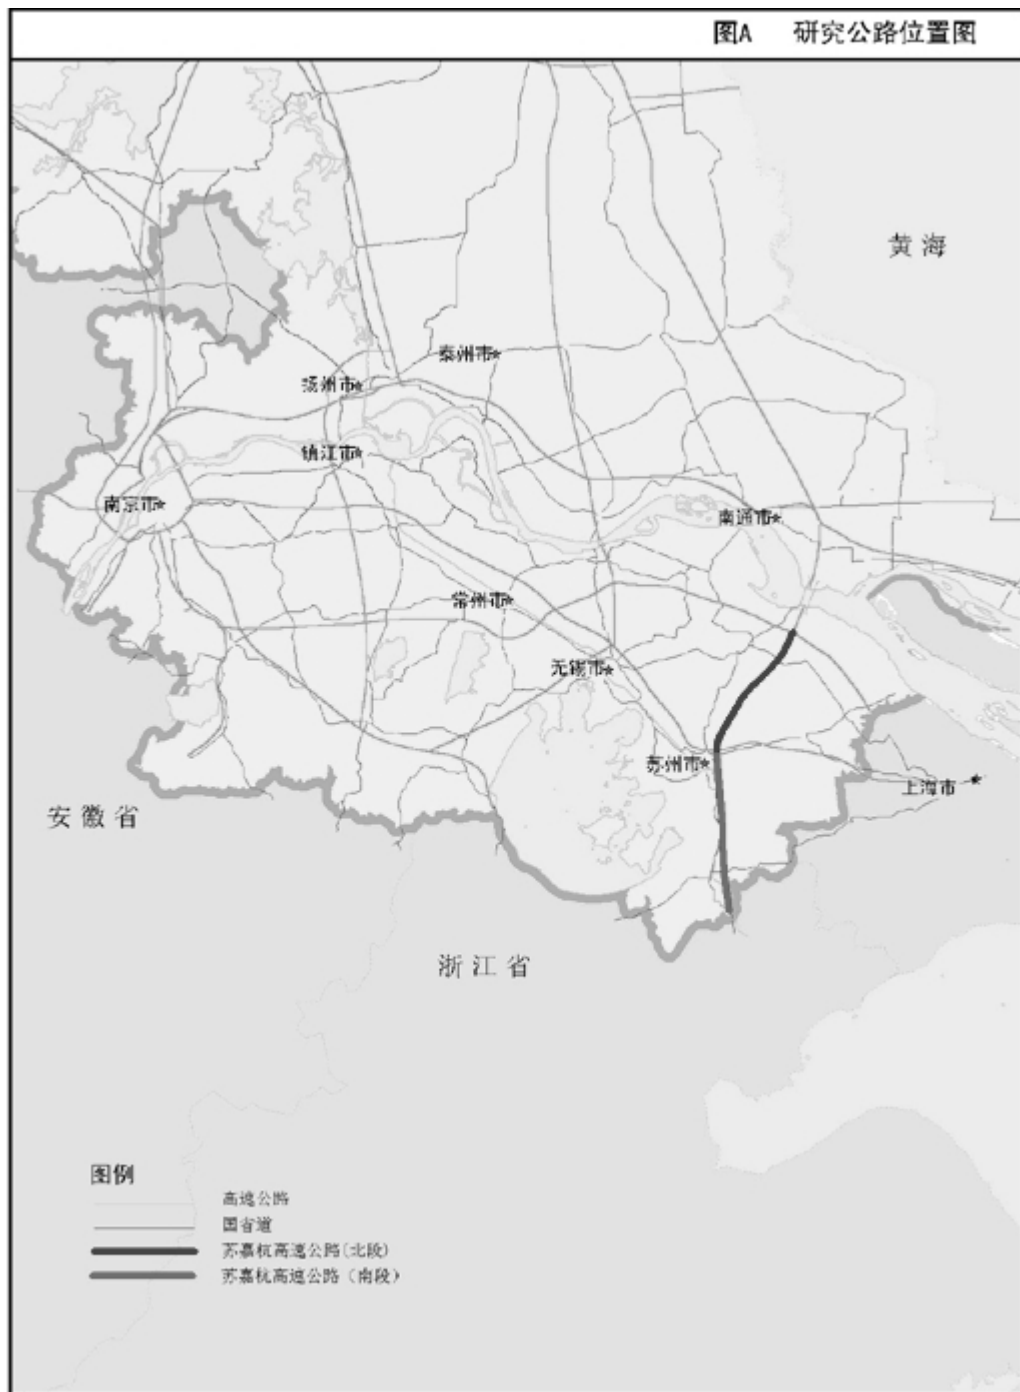 图A 研究公路位置图
黄海
泰州市
扬州市
镇江市
南京市
南通市
常州市
无锡市
苏州市
上海市
安徽省
浙江省
图例
高速公路
国省道
苏嘉杭高速公路(北段)
苏嘉杭高速公路（南段）